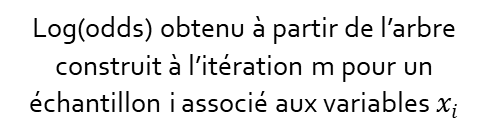 Log(odds) obtenu à partir de l’arbre
construit à l’itération m pour un
échantillon i associé aux variables 𝑥𝑖